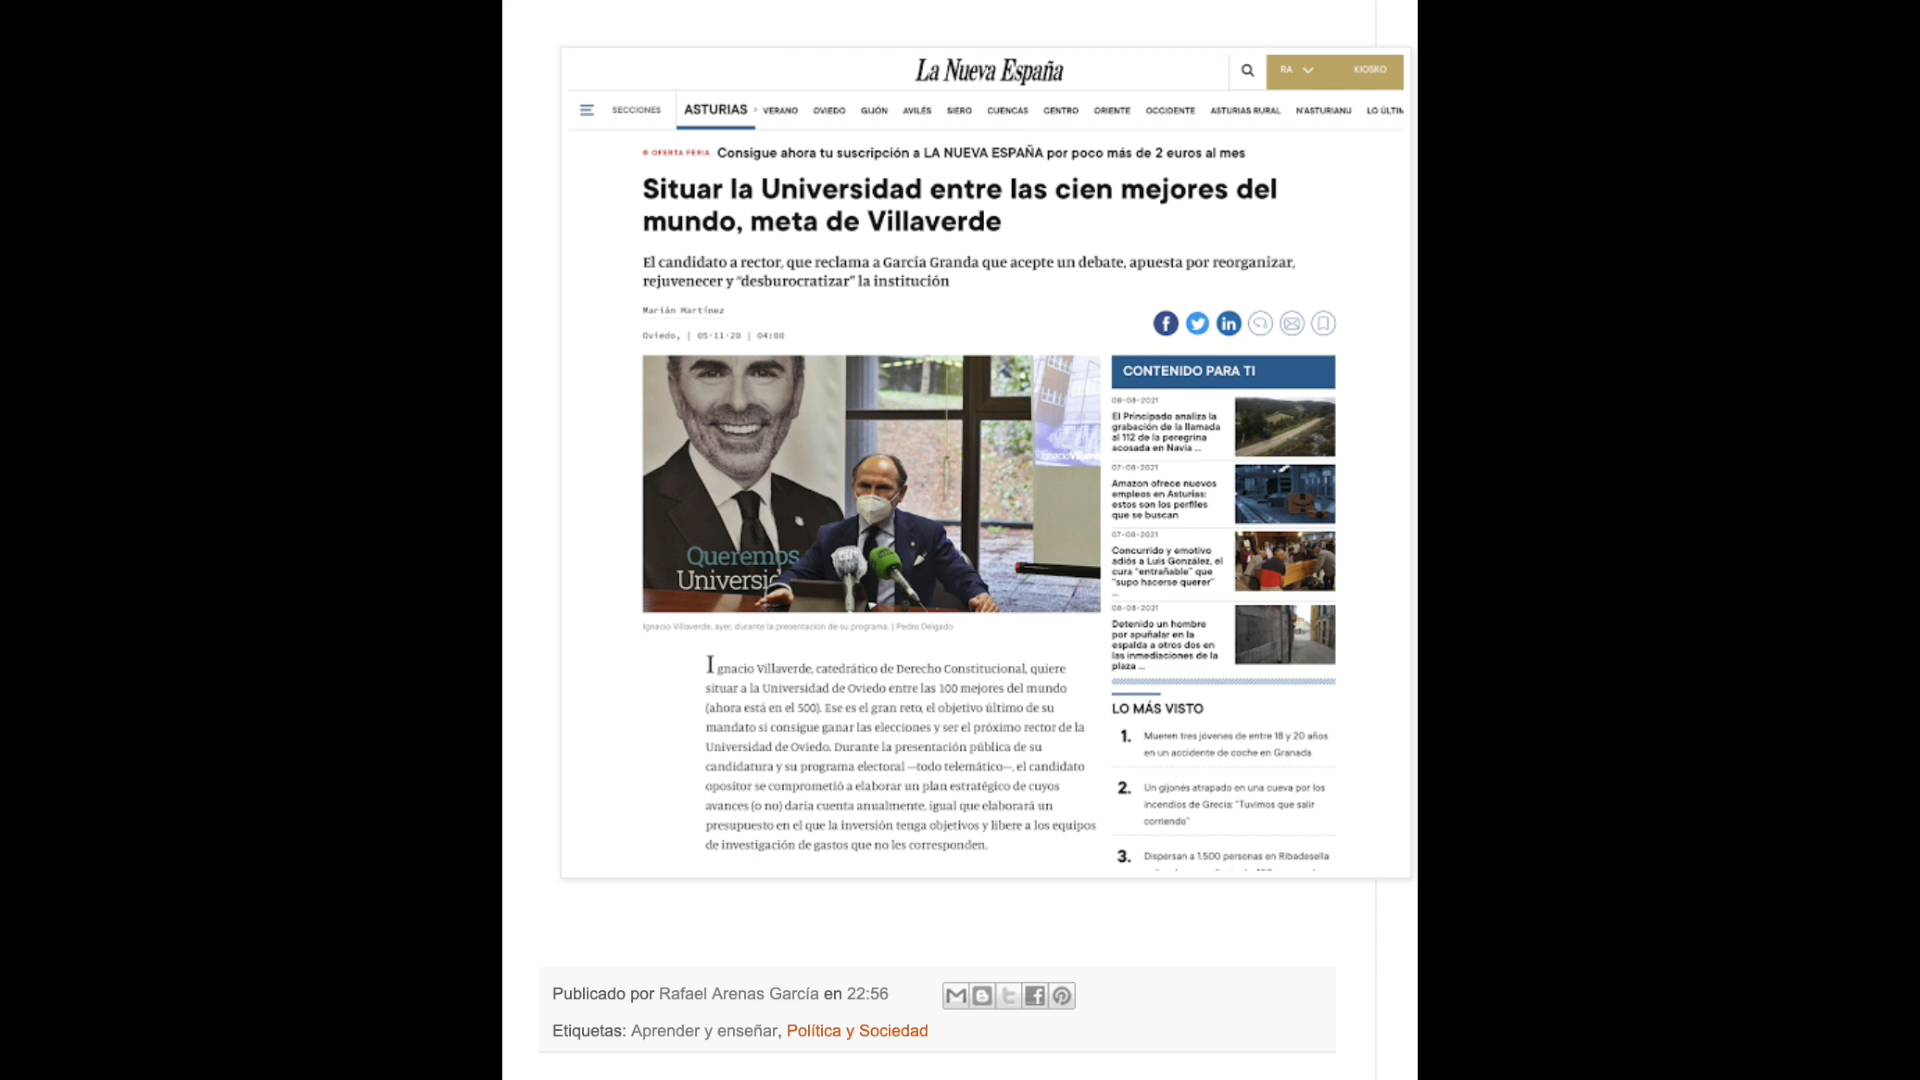 La Nueva España
RA
KIOSKO
SECCIONES
ASTURIAS › VERANO OVIEDO GIJÓN AVILÉS SIERO CUENCAS CENTRO ORIENTE OCCIDENTE ASTURIAS RURAL N'ASTURIANU LO ÚLTIM
OFERTA FERIA Consigue ahora tu suscripción a LA NUEVA ESPAÑA por poco más de 2 euros al mes
Situar la Universidad entre las cien mejores del
mundo, meta de Villaverde
El candidato a rector, que reclama a García Granda que acepte un debate, apuesta por reorganizar,
rejuvenecer y “desburocratizar” la institución
Marián Martínez
Oviedo, | 05·11·20 | 04:00
Queremos
Universid
IgnacioVillaverde
Ignacio Villaverde, ayer, durante la presentación de su programa. | Pedro Delgado
Ignacio Villaverde, catedrático de Derecho Constitucional, quiere
situar a la Universidad de Oviedo entre las 100 mejores del mundo
(ahora está en el 500). Ese es el gran reto, el objetivo último de su
mandato si consigue ganar las elecciones y ser el próximo rector de la
Universidad de Oviedo. Durante la presentación pública de su
candidatura y su programa electoral —todo telemático—, el candidato
opositor se comprometió a elaborar un plan estratégico de cuyos
avances (o no) daría cuenta anualmente, igual que elaborará un
presupuesto en el que la inversión tenga objetivos y libere a los equipos
de investigación de gastos que no les corresponden.
CONTENIDO PARA TI
08-08-2021
El Principado analiza la
grabación de la llamada
al 112 de la peregrina
acosada en Navia ...
07-08-2021
Amazon ofrece nuevos
empleos en Asturias:
estos son los perfiles
que se buscan
07-08-2021
Concurrido y emotivo
adiós a Luis González, el
cura “entrañable” que
“supo hacerse querer”
...
08-08-2021
Detenido un hombre
por apuñalar en la
espalda a otros dos en
las inmediaciones de la
plaza ...
LO MÁS VISTO
1. Mueren tres jóvenes de entre 18 y 20 años
en un accidente de coche en Granada
2. Un gijonés atrapado en una cueva por los
incendios de Grecia: “Tuvimos que salir
corriendo”
3. Dispersan a 1.500 personas en Ribadesella
Publicado por Rafael Arenas García en 22:56
Etiquetas: Aprender y enseñar, Política y Sociedad